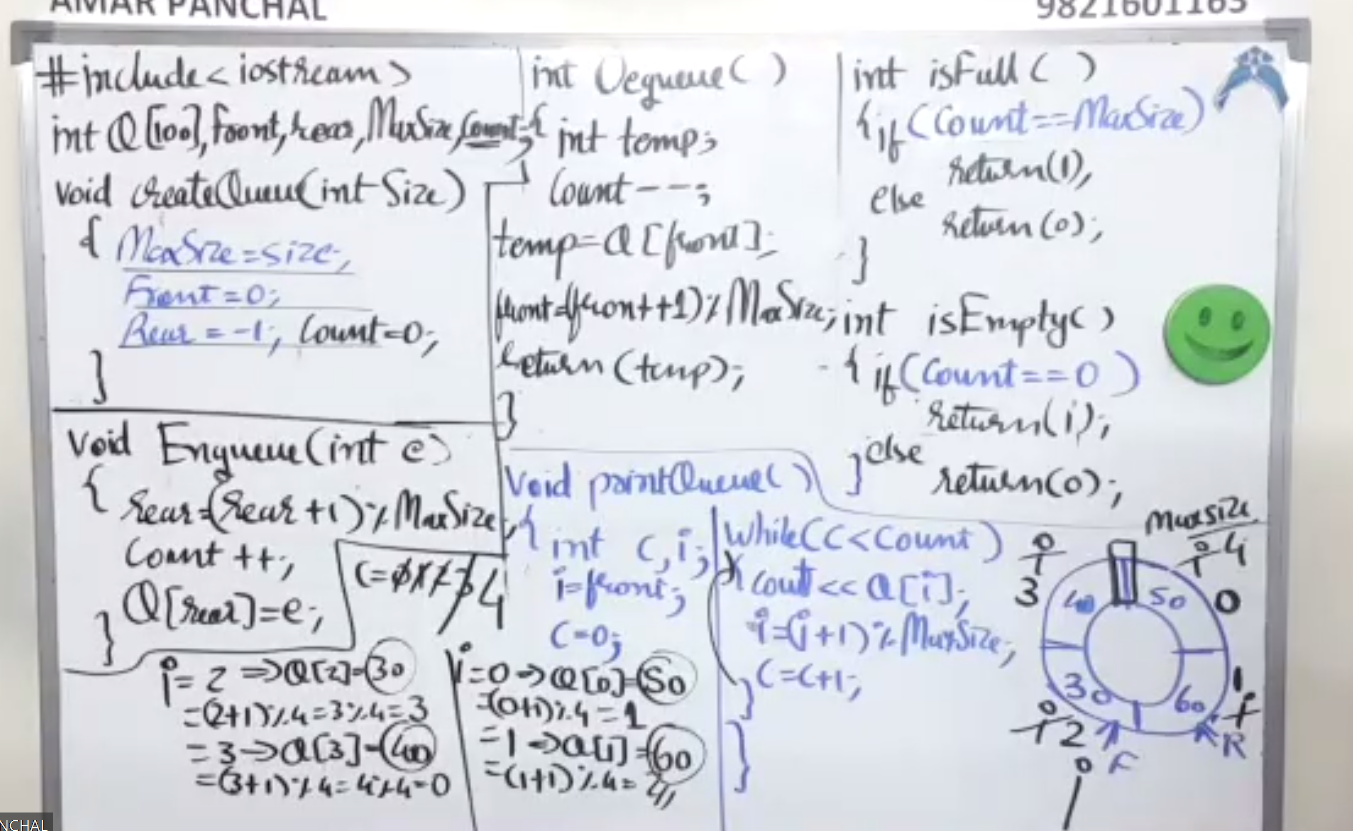 AMAR PANCHAL
9821601163
#include<iostream>
int Q[100],front,rear,MaxSize,Count;
void createQueue(int Size)
{ MaxSize=size;
Front=0;
Rear=-1; Count=0;
}
void Enqueue(int e)
{ rear=(rear+1)%MaxSize;
Count++;
Q[rear]=e;
}
C=0 1 2 3 4
i=2 ⇒Q[2]=30
=(2+1)%4=3%4=3
=3⇒Q[3]=40
=(3+1)%4=4%4=0
i=0⇒Q[0]=50
=(0+1)%4=1
=1⇒Q[1]=60
=(1+1)%4=
int Dequeue()
{ int temp;
Count--;
temp=Q[front];
front=(front+1)%MaxSize;
return(temp);
}
Void printQueue()
{ int C,i;
i=front;
C=0;
While(C<Count)
{ cout<<Q[i];
i=(i+1)%MaxSize;
C=C+1;
}
}
int isFull()
{ if(Count==MaxSize)
return(1),
else
return(0);
}
int isEmpty()
{ if(Count==0)
return(1);
else
} return(0);
Maxsize
4
i
i
3
40
50
0
30
60
1
f
i
2
F
R
NCHAL